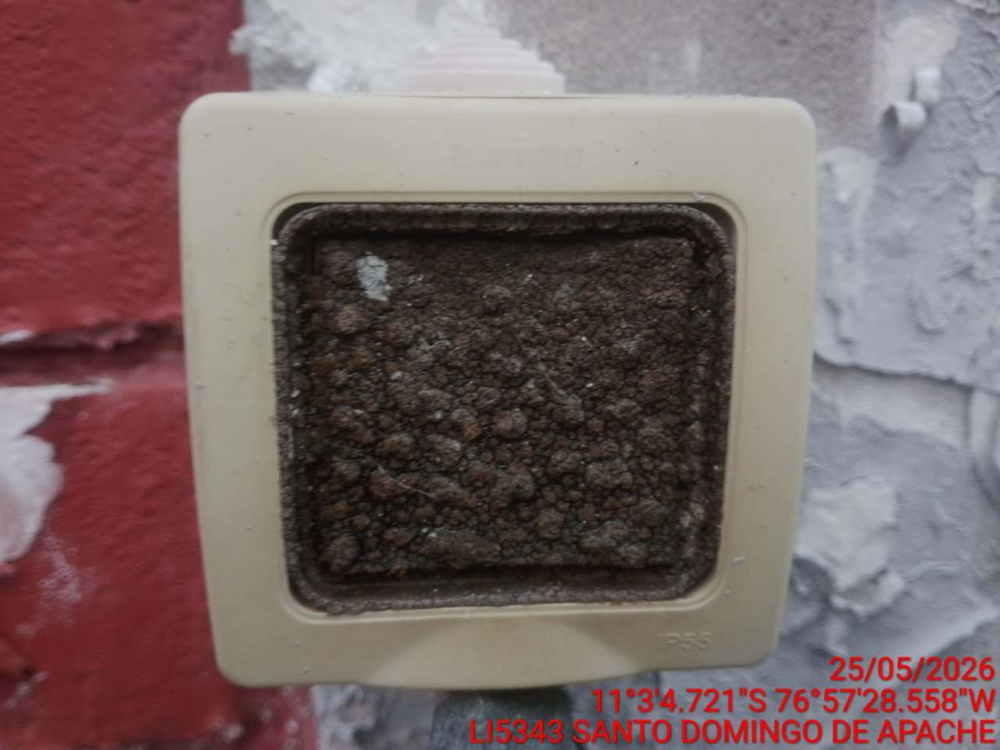 IP55
25/05/2026
11°3'4.721"S 76°57'28.558"W
LI5343 SANTO DOMINGO DE APACHE